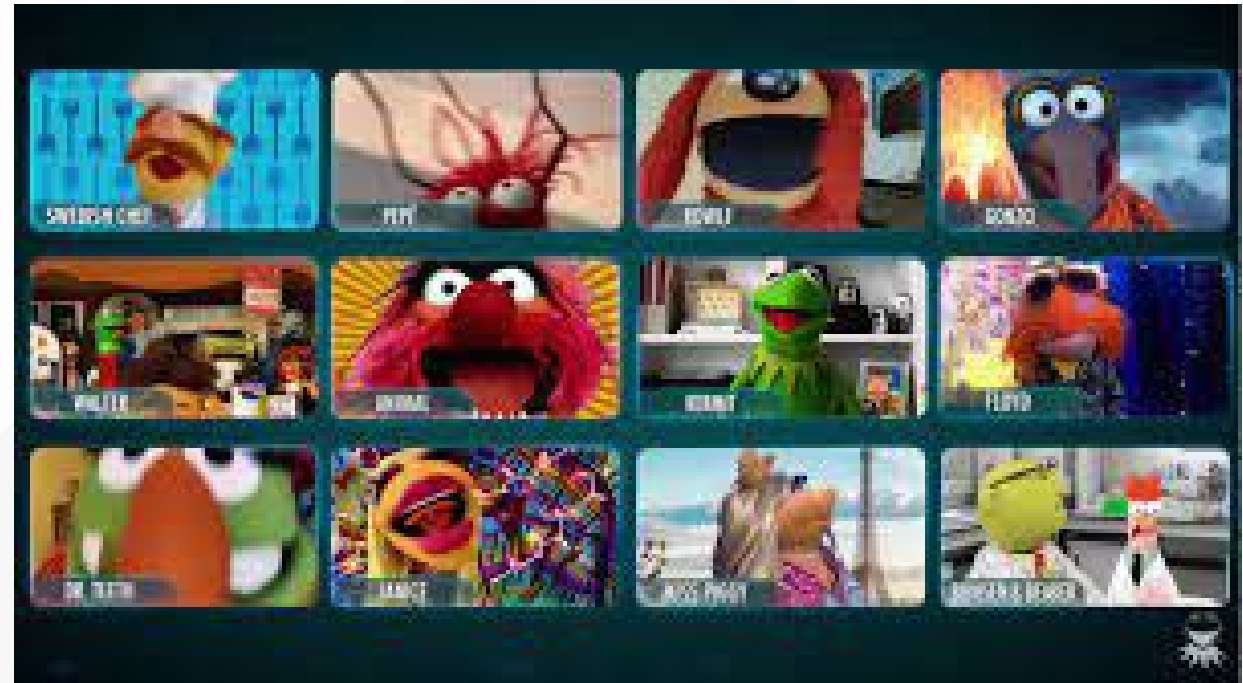 SWEDISH CHEF
PEPÉ
ROWLF
GONZO
WALTER
ANIMAL
KERMIT
FLOYD
DR. TEETH
JANICE
MISS PIGGY
BUNSEN & BEAKER